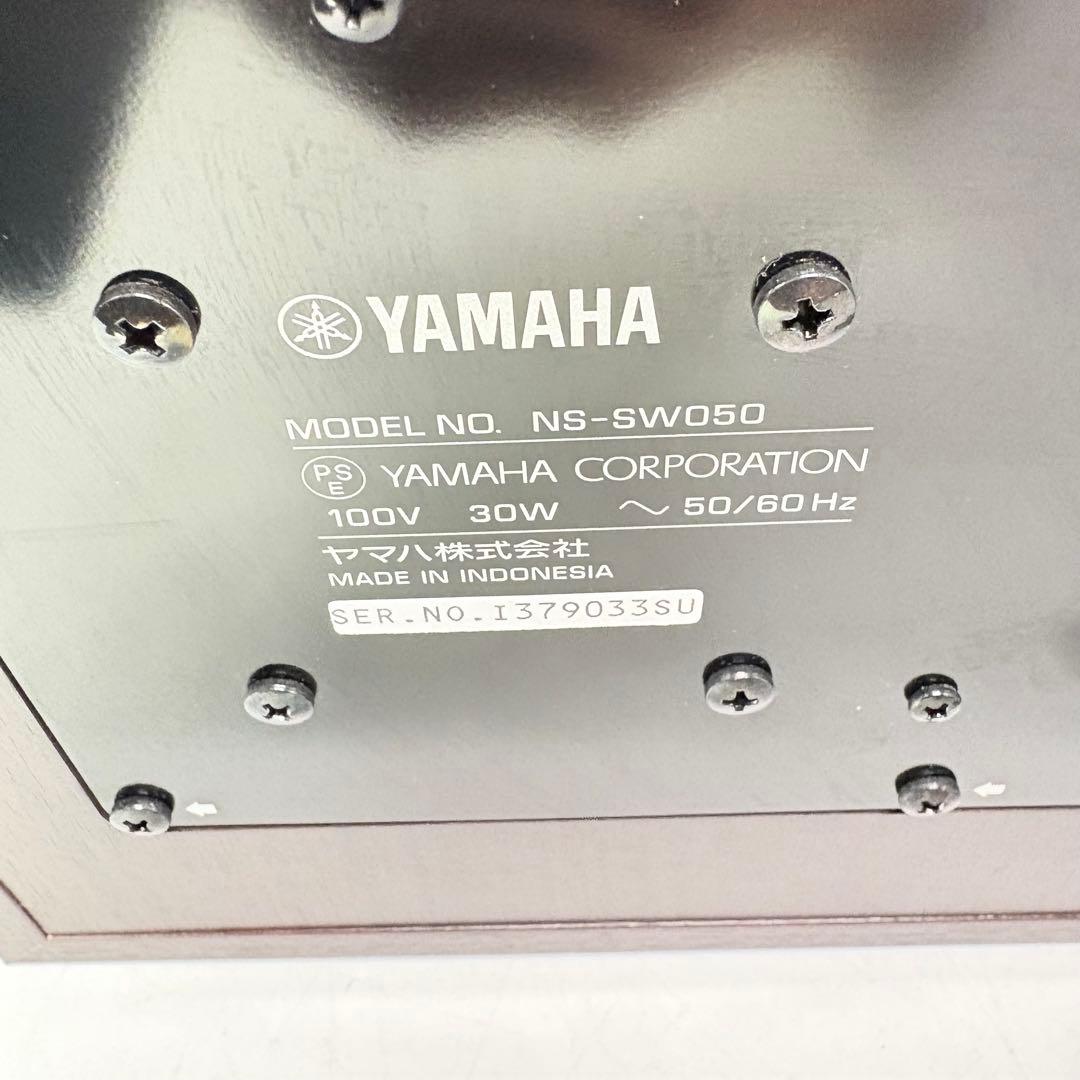 YAMAHA
MODEL NO. NS-SW050
PSE YAMAHA CORPORATION
100V 30W ~ 50/60Hz
ヤマハ株式会社
MADE IN INDONESIA
SER.NO.I379033SU